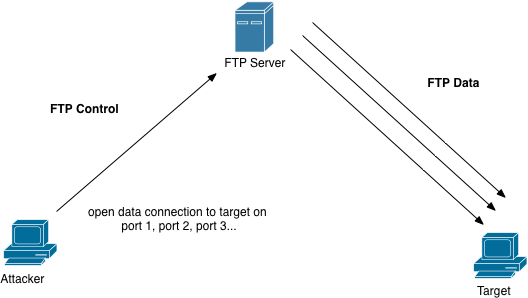 FTP Server
FTP Data
FTP Control
open data connection to target on
port 1, port 2, port 3...
Attacker
Target